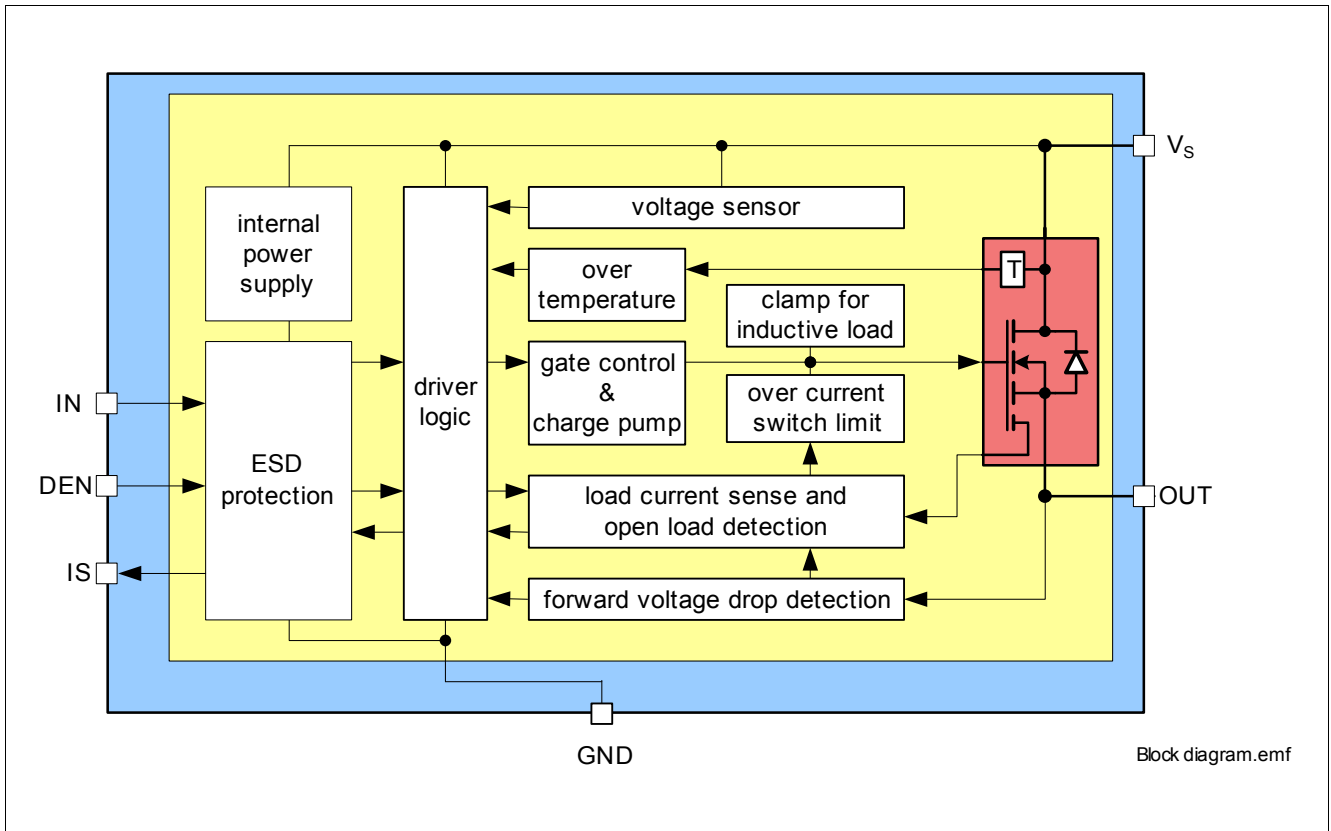 VS
voltage sensor
internal
power
supply
over
temperature
T
clamp for
inductive load
gate control
&
charge pump
driver
logic
over current
switch limit
IN
ESD
protection
DEN
load current sense and
open load detection
OUT
IS
forward voltage drop detection
GND
Block diagram.emf